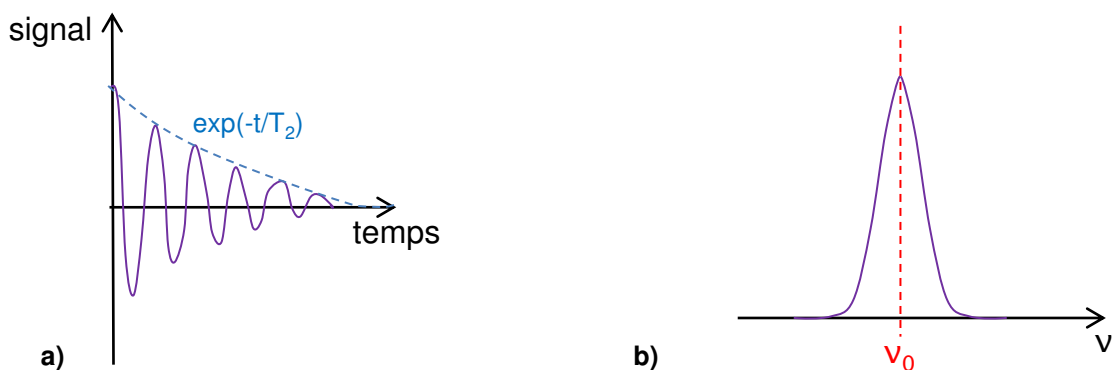 signal
exp(-t/T₂)
temps
a)
ν
ν₀
b)